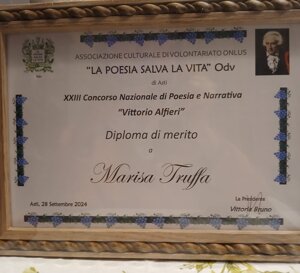 ASSOCIAZIONE CULTURALE DI VOLONTARIATO ONLUS
"LA POESIA SALVA LA VITA" Odv
di Asti
XXIII Concorso Nazionale di Poesia e Narrativa
"Vittorio Alfieri"
Diploma di merito
a
Marisa Truffa
Asti, 28 Settembre 2024
La Presidente
Vittoria Bruno